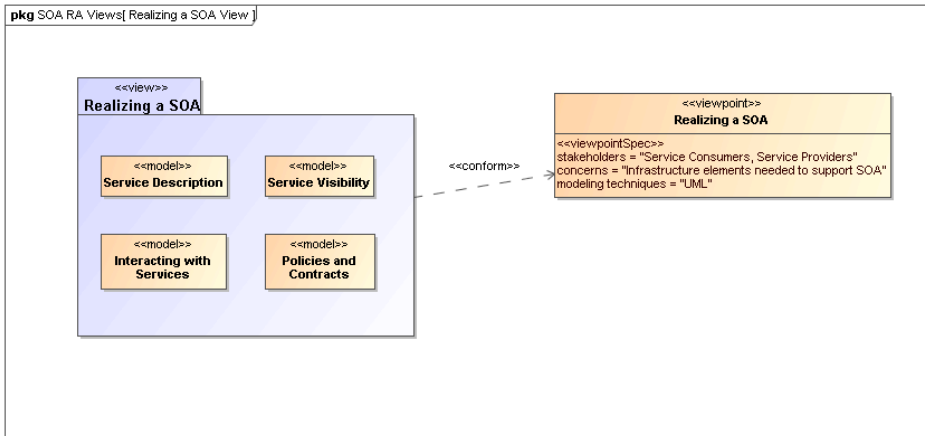 pkg SOA RA Views[ Realizing a SOA View ]
<<view>>
Realizing a SOA
<<model>>
Service Description
<<model>>
Service Visibility
<<model>>
Interacting with
Services
<<model>>
Policies and
Contracts
<<conform>>
<<viewpoint>>
Realizing a SOA
<<viewpointSpec>>
stakeholders = "Service Consumers, Service Providers"
concerns = "Infrastructure elements needed to support SOA"
modeling techniques = "UML"